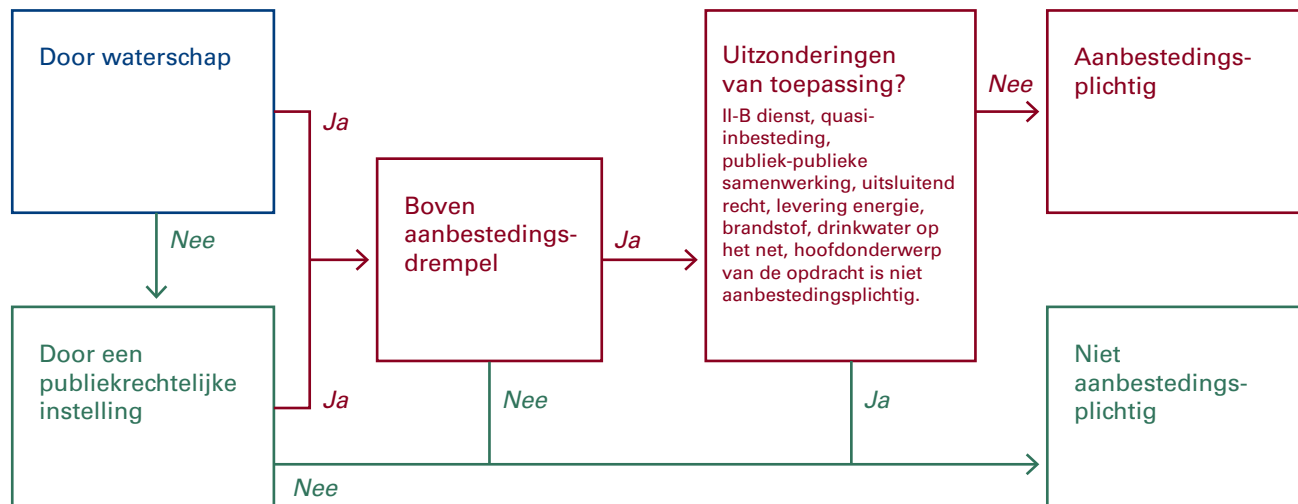 Door waterschap
Ja
Nee
Door een
publiekrechtelijke
instelling
Ja
Nee
Boven
aanbestedings-
drempel
Ja
Nee
Uitzonderingen
van toepassing?
II-B dienst, quasi-
inbesteding,
publiek-publieke
samenwerking, uitsluitend
recht, levering energie,
brandstof, drinkwater op
het net, hoofdonderwerp
van de opdracht is niet
aanbestedingsplichtig.
Nee
Ja
Aanbestedings-
plichtig
Niet
aanbestedings-
plichtig